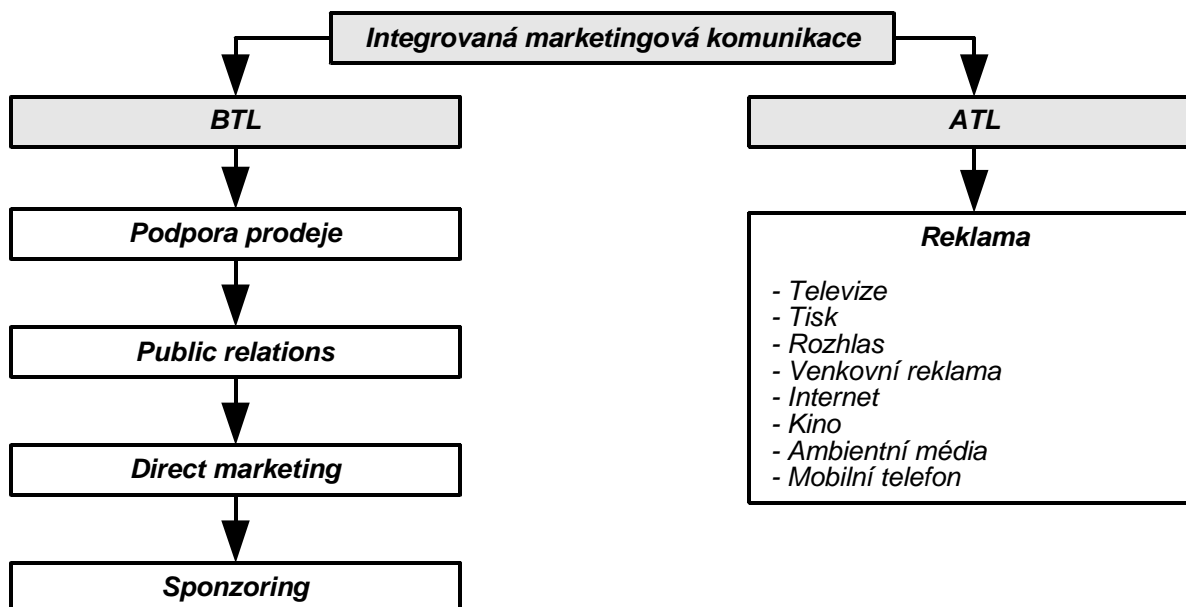 Integrovaná marketingová komunikace
BTL
ATL
Podpora prodeje
Public relations
Direct marketing
Sponzoring
Reklama
- Televize
- Tisk
- Rozhlas
- Venkovní reklama
- Internet
- Kino
- Ambientní média
- Mobilní telefon